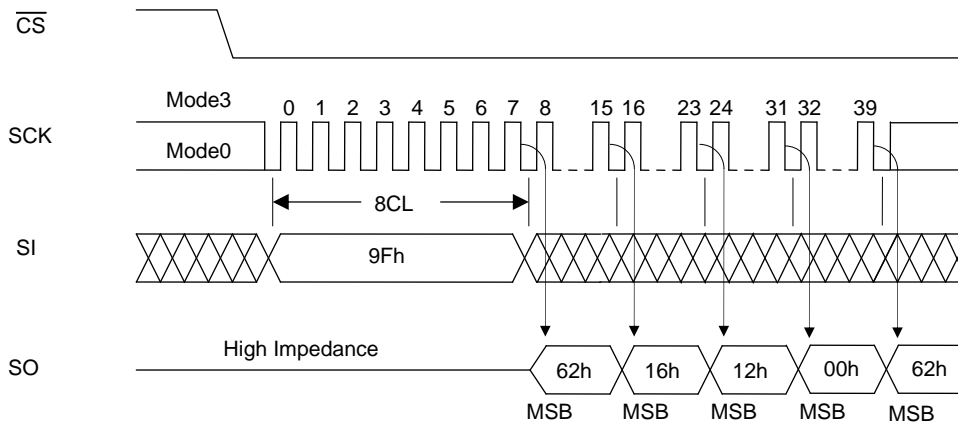 CS
Mode3
0 1 2 3 4 5 6 7 8 15 16 23 24 31 32 39
SCK
Mode0
8CL
SI
9Fh
High Impedance
SO
62h 16h 12h 00h 62h
MSB MSB MSB MSB MSB